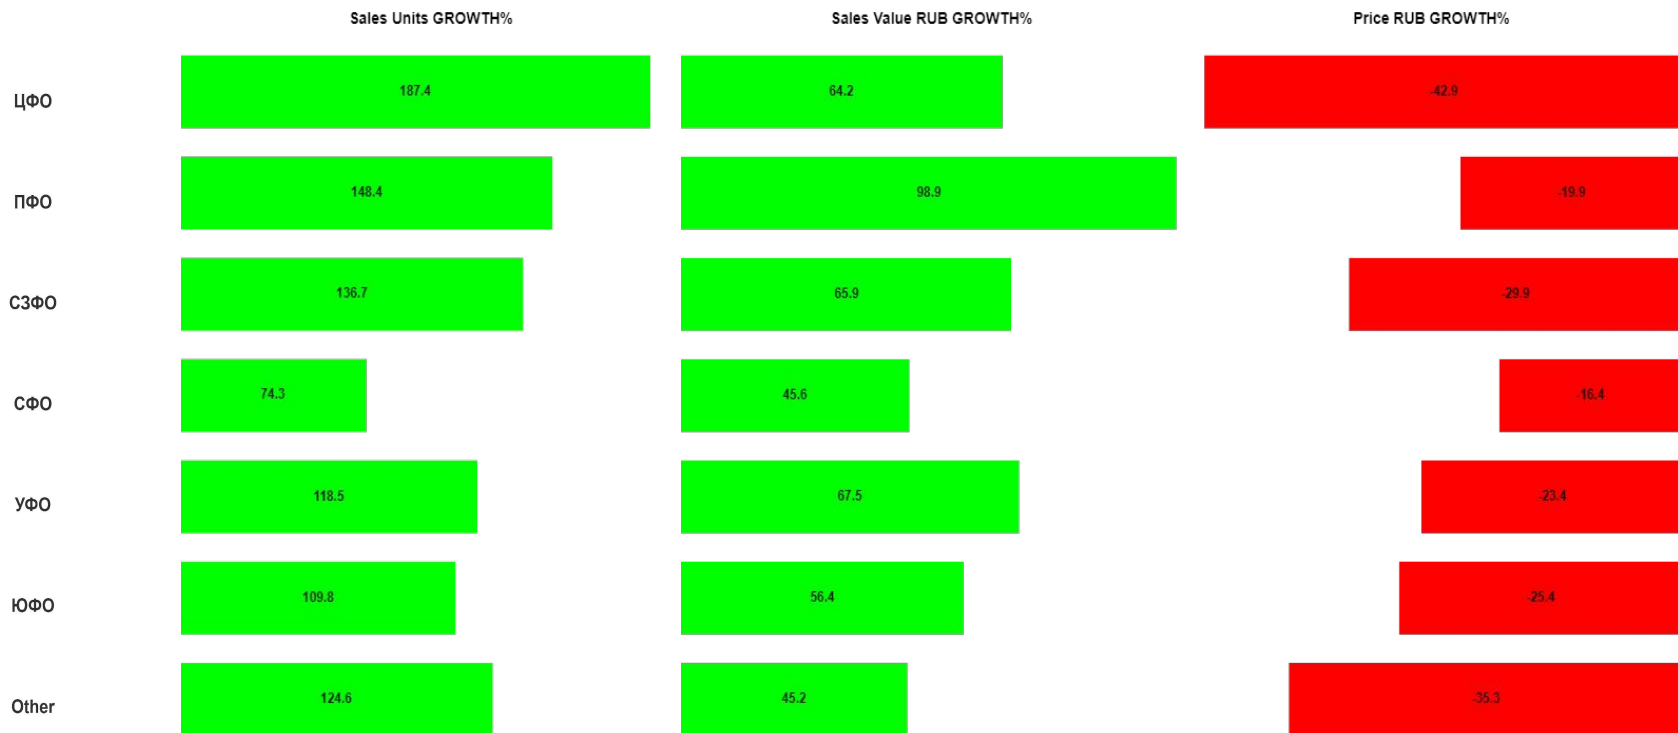 Sales Units GROWTH% Sales Value RUB GROWTH% Price RUB GROWTH%
ЦФО 187.4 64.2 -42.9
ПФО 148.4 98.9 -19.9
СЗФО 136.7 65.9 -29.9
СФО 74.3 45.6 -16.4
УФО 118.5 67.5 -23.4
ЮФО 109.8 56.4 -25.4
Other 124.6 45.2 -35.3